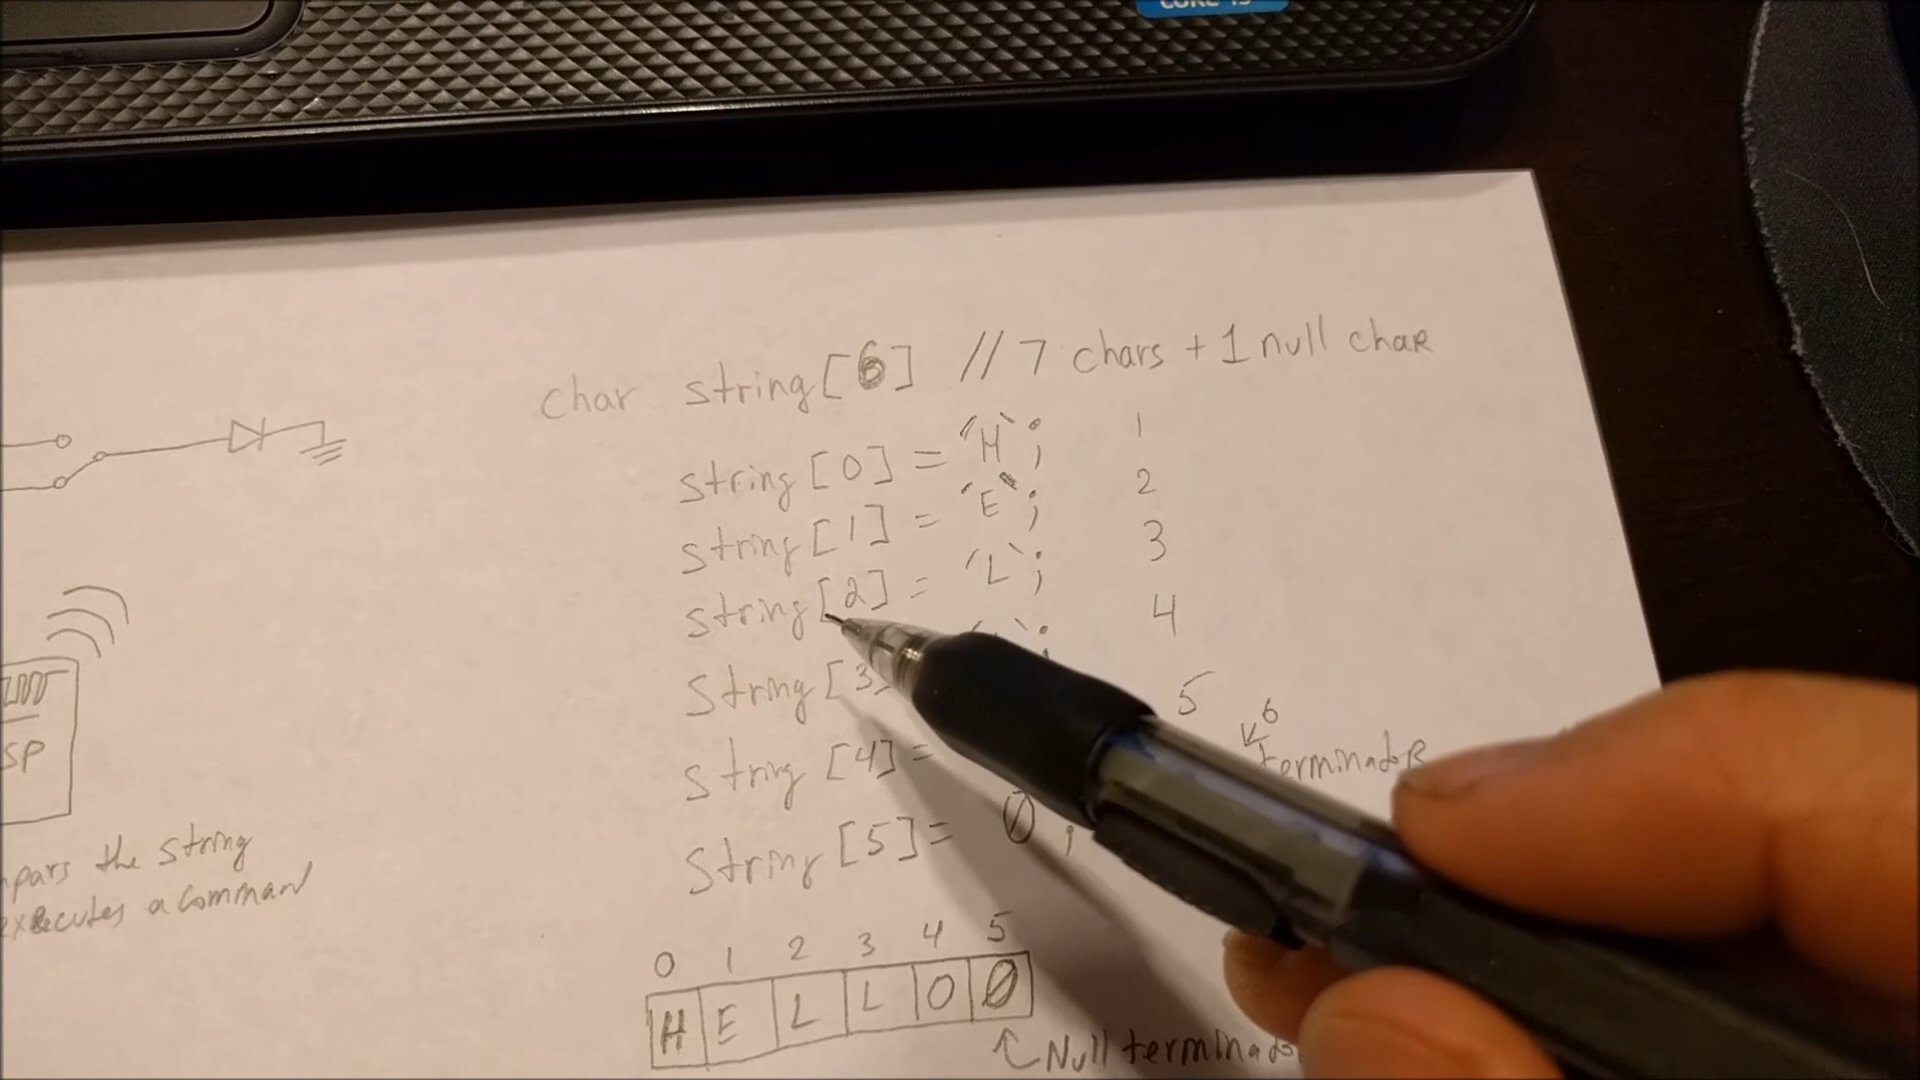 CORE i5
char string[6] // 7 chars + 1 null char
string[0] = 'H'; 1
string[1] = 'E'; 2
string[2] = 'L'; 3
string[3 4
string[4] = 5
6
terminator
string[5] = 0;
SP
the string
executes a command
0 1 2 3 4 5
H E L L O 0
Null